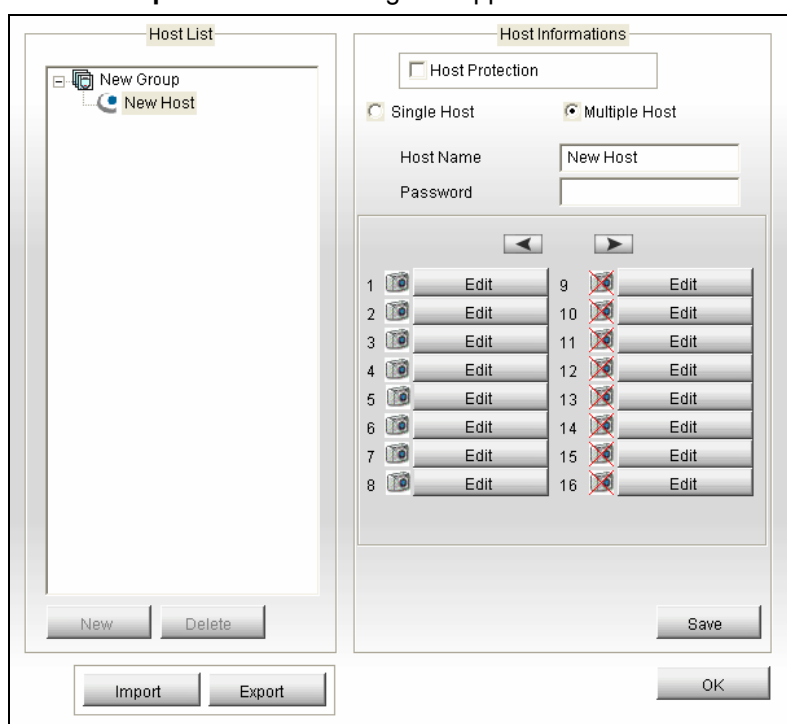 Host List
New Group
New Host
New
Delete
Import
Export
Host Informations
Host Protection
Single Host
Multiple Host
Host Name
New Host
Password
1 Edit
2 Edit
3 Edit
4 Edit
5 Edit
6 Edit
7 Edit
8 Edit
9 Edit
10 Edit
11 Edit
12 Edit
13 Edit
14 Edit
15 Edit
16 Edit
Save
OK